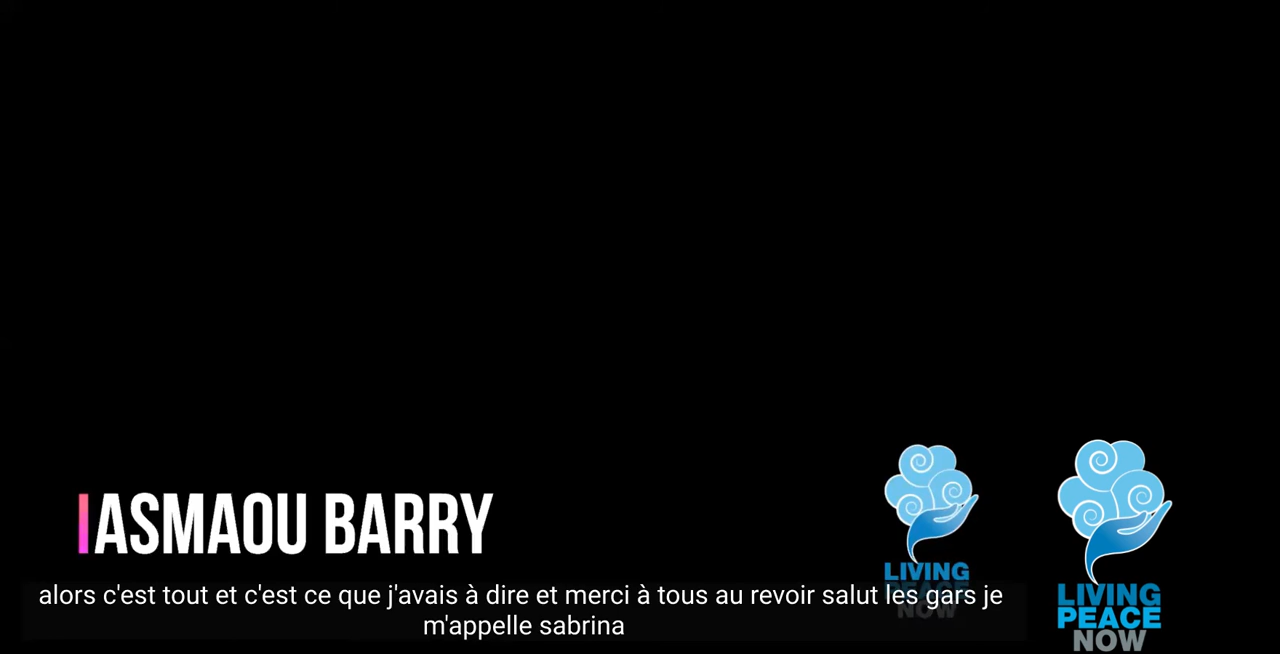 ASMAOU BARRY
alors c'est tout et c'est ce que j'avais à dire et merci à tous au revoir salut les gars je
m'appelle sabrina
LIVING
PEACE
NOW
LIVING
PEACE
NOW